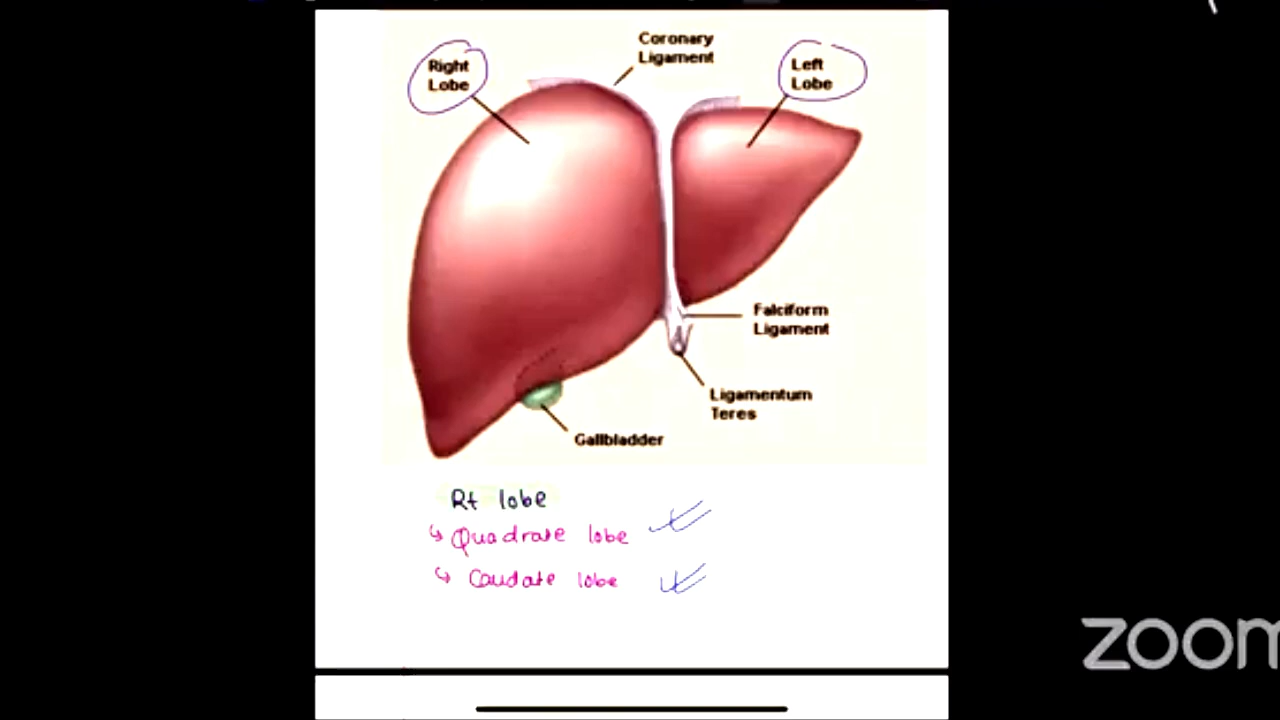 Coronary
Ligament
Right
Lobe
Left
Lobe
Falciform
Ligament
Ligamentum
Teres
Gallbladder
Rt lobe
↳ Quadrate lobe
↳ Caudate lobe
zoom